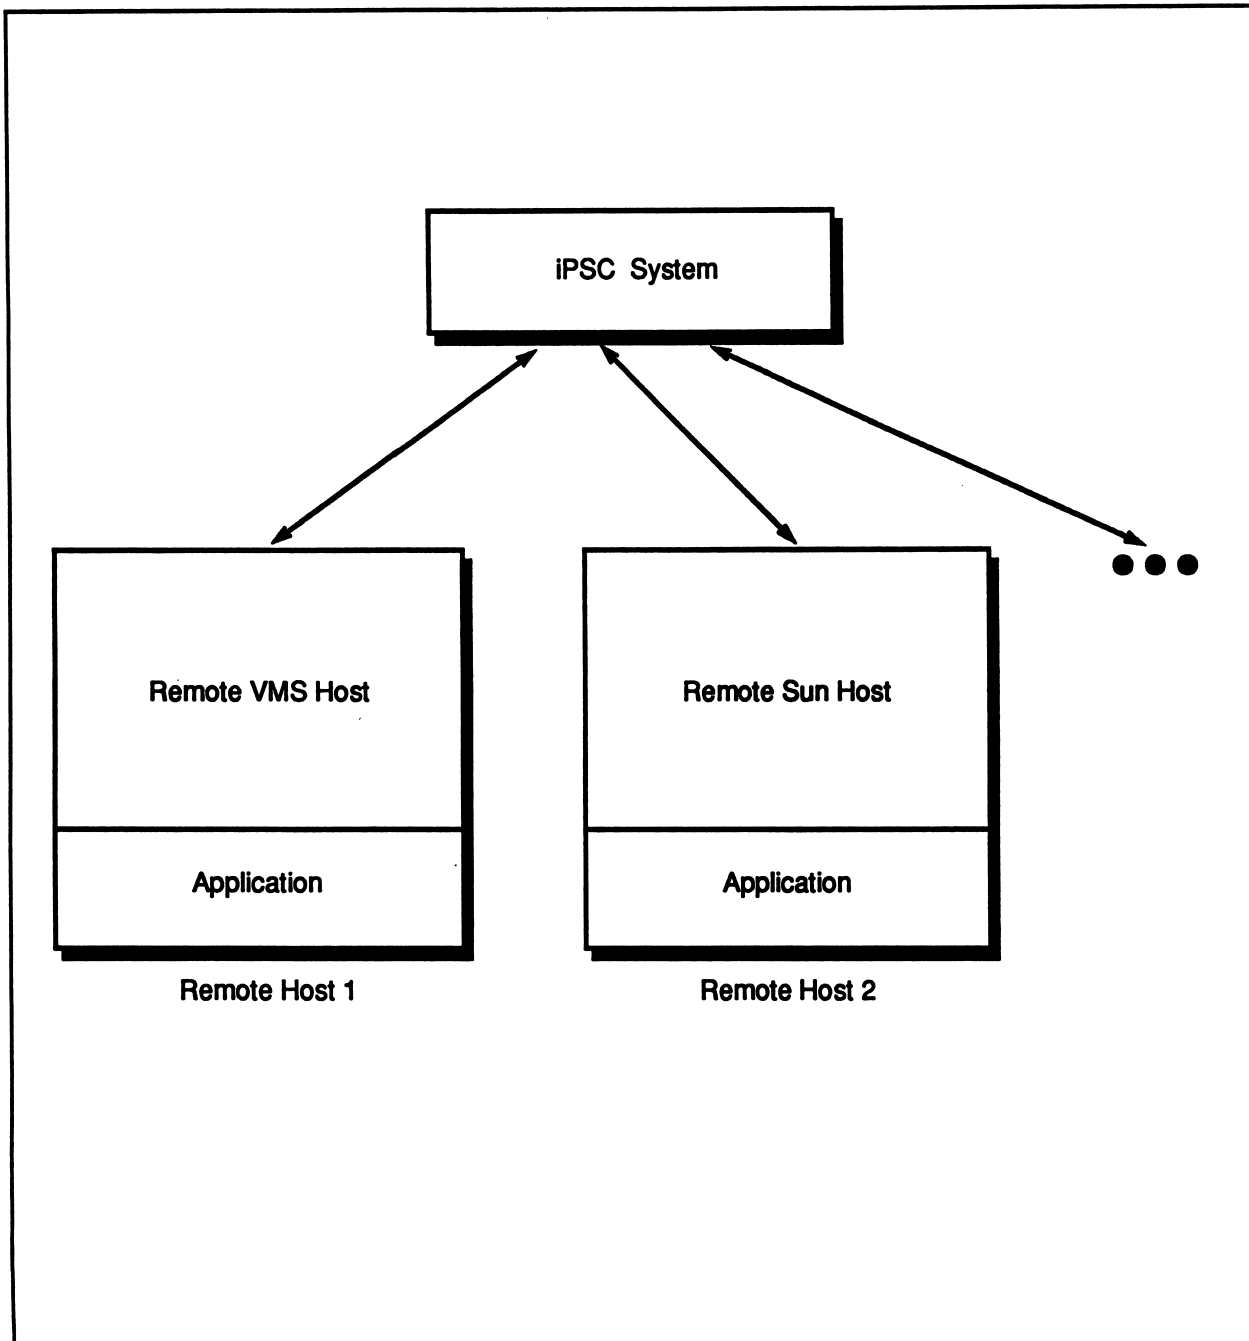 iPSC System
Remote VMS Host
Remote Sun Host
Application
Application
Remote Host 1
Remote Host 2